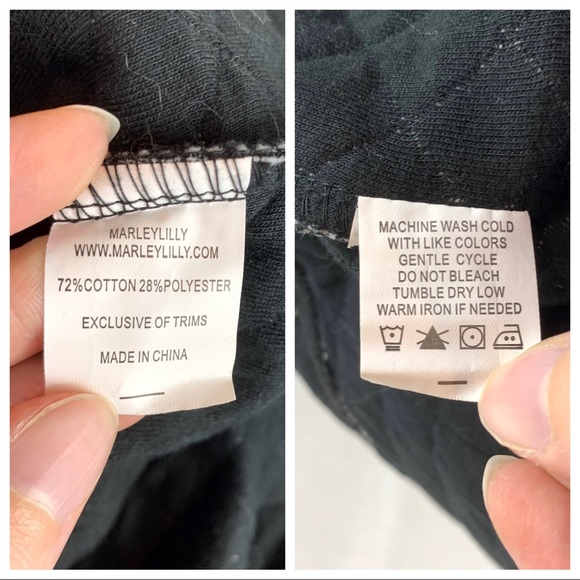 MARLEYLILLY
WWW.MARLEYLILLY.COM
72%COTTON 28%POLYESTER
EXCLUSIVE OF TRIMS
MADE IN CHINA
MACHINE WASH COLD
WITH LIKE COLORS
GENTLE CYCLE
DO NOT BLEACH
TUMBLE DRY LOW
WARM IRON IF NEEDED